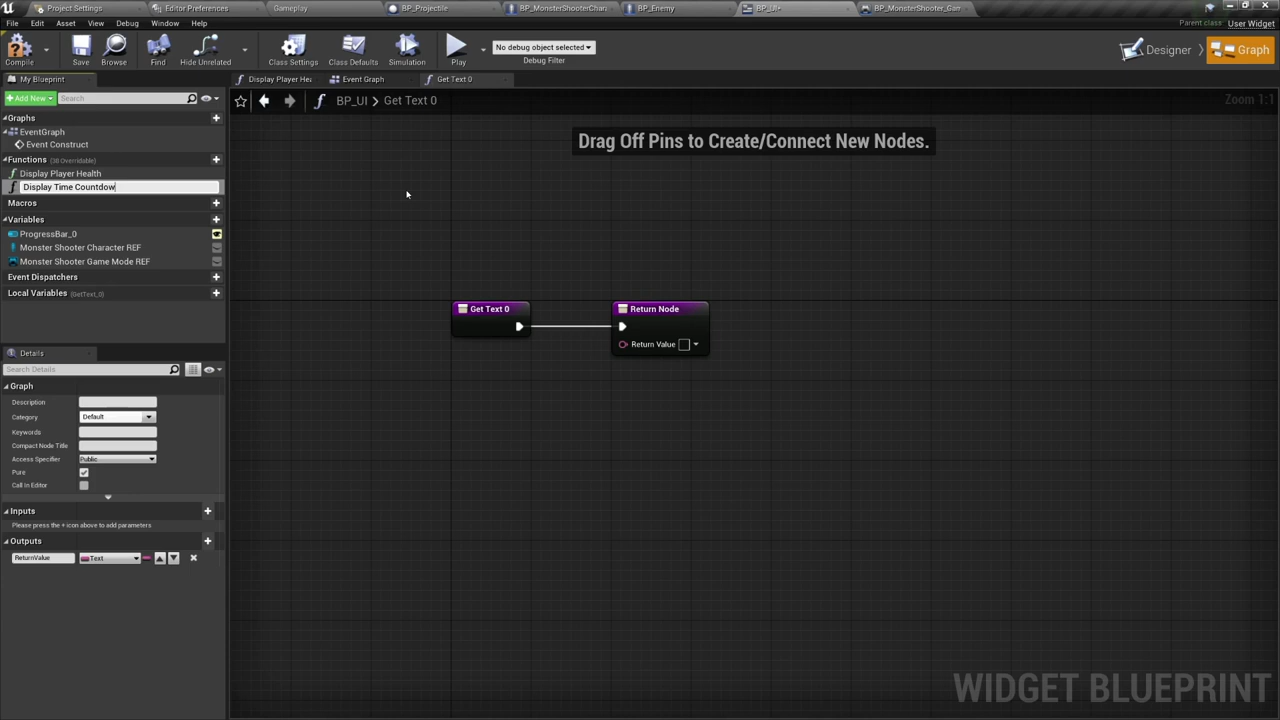 Project Settings
Editor Preferences
Gameplay
BP_Projectile
BP_MonsterShooterChar
BP_Enemy
BP_UI•
BP_MonsterShooter_Gam
File Edit Asset View Debug Window Help
Parent class: User Widget
Compile
Save
Browse
Find
Hide Unrelated
Class Settings
Class Defaults
Simulation
Play
No debug object selected
Debug Filter
Designer
Graph
My Blueprint
Display Player Hea
Event Graph
Get Text 0
+ Add New
Search
BP_UI > Get Text 0
Zoom 1:1
Drag Off Pins to Create/Connect New Nodes.
Graphs
EventGraph
Event Construct
Functions (38 Overridable)
Display Player Health
Display Time Countdow
Macros
Variables
ProgressBar_0
Monster Shooter Character REF
Monster Shooter Game Mode REF
Event Dispatchers
Local Variables (GetText_0)
Get Text 0
Return Node
Return Value
Details
Search Details
Graph
Description
Category Default
Keywords
Compact Node Title
Access Specifier Public
Pure
Call In Editor
Inputs
Please press the + icon above to add parameters
Outputs
ReturnValue Text
WIDGET BLUEPRINT